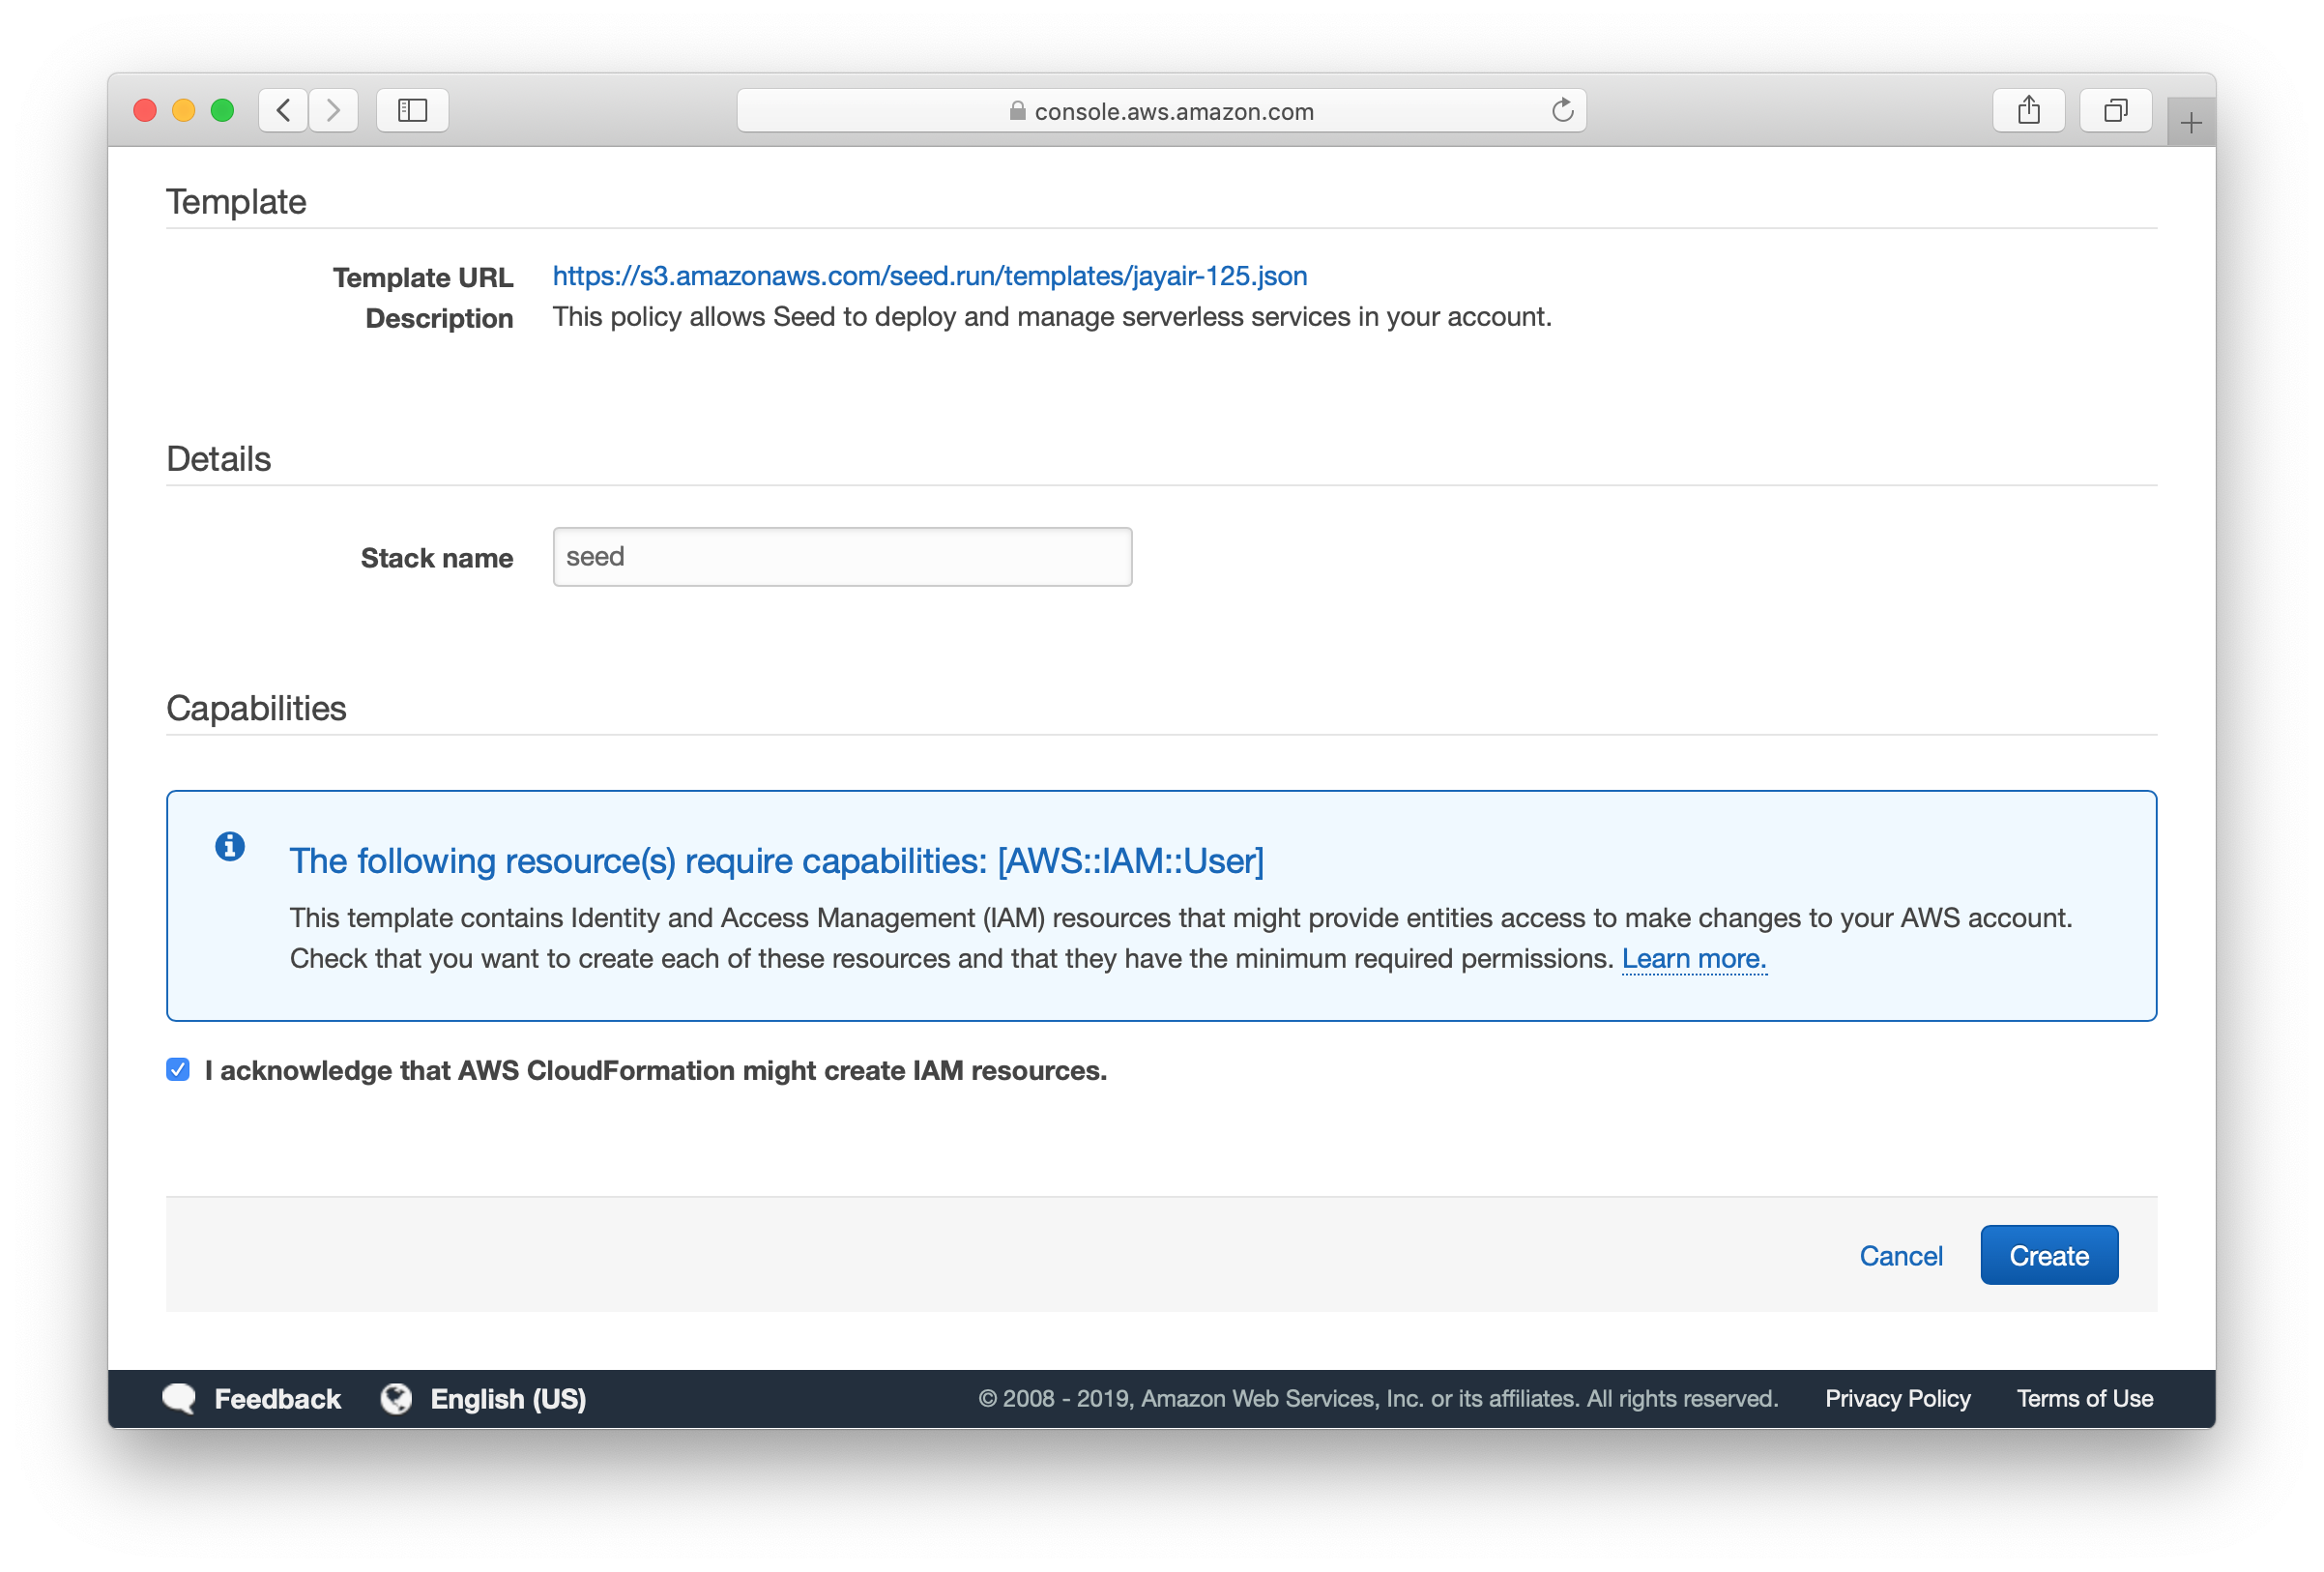 console.aws.amazon.com
Template
Template URL https://s3.amazonaws.com/seed.run/templates/jayair-125.json
Description This policy allows Seed to deploy and manage serverless services in your account.
Details
Stack name seed
Capabilities
The following resource(s) require capabilities: [AWS::IAM::User]
This template contains Identity and Access Management (IAM) resources that might provide entities access to make changes to your AWS account.
Check that you want to create each of these resources and that they have the minimum required permissions. Learn more.
I acknowledge that AWS CloudFormation might create IAM resources.
Cancel Create
Feedback English (US) © 2008 - 2019, Amazon Web Services, Inc. or its affiliates. All rights reserved. Privacy Policy Terms of Use